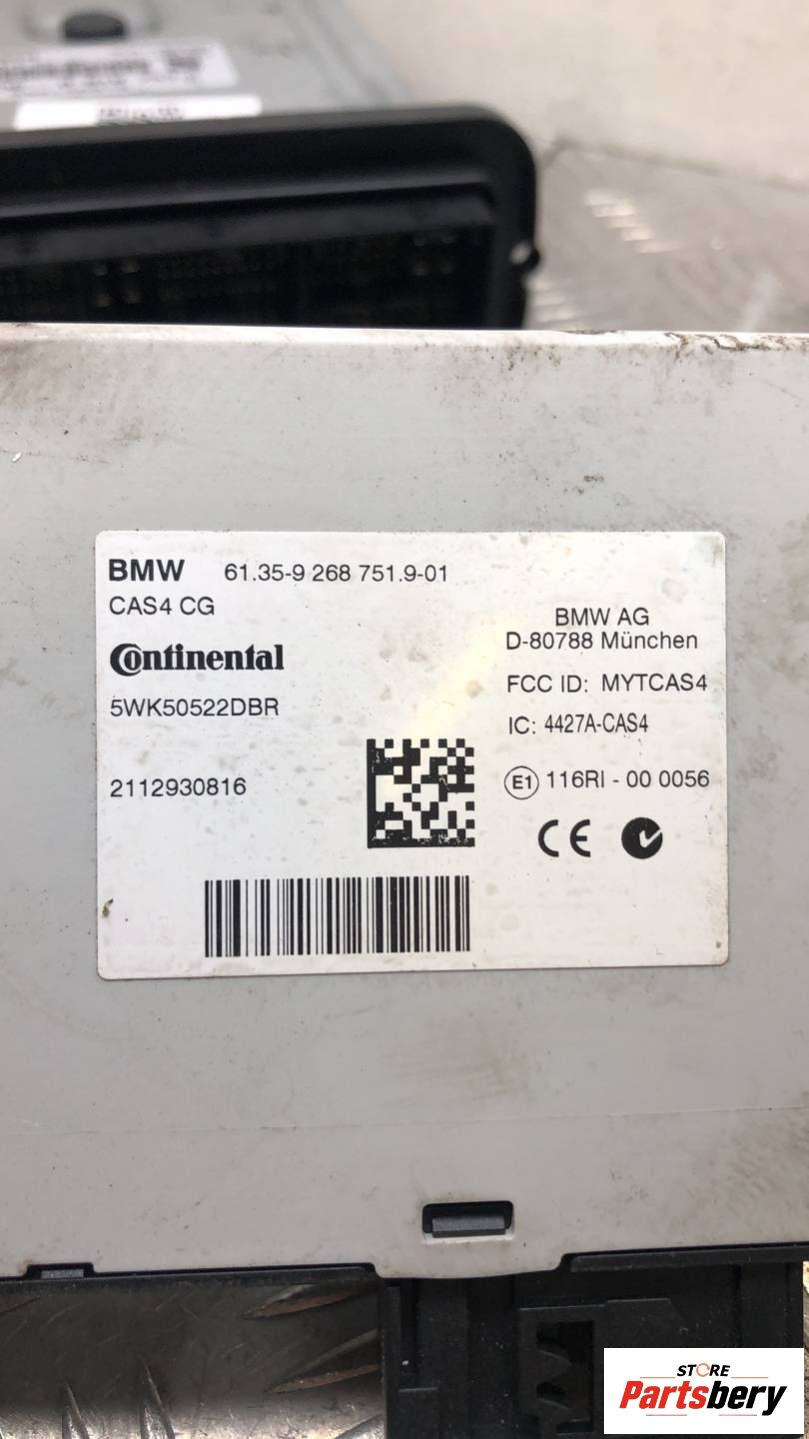 BMW 61.35-9 268 751.9-01
CAS4 CG
Continental
5WK50522DBR
2112930816
BMW AG
D-80788 München
FCC ID: MYTCAS4
IC: 4427A-CAS4
E1 116RI - 00 0056
CE
STORE
Partsbery